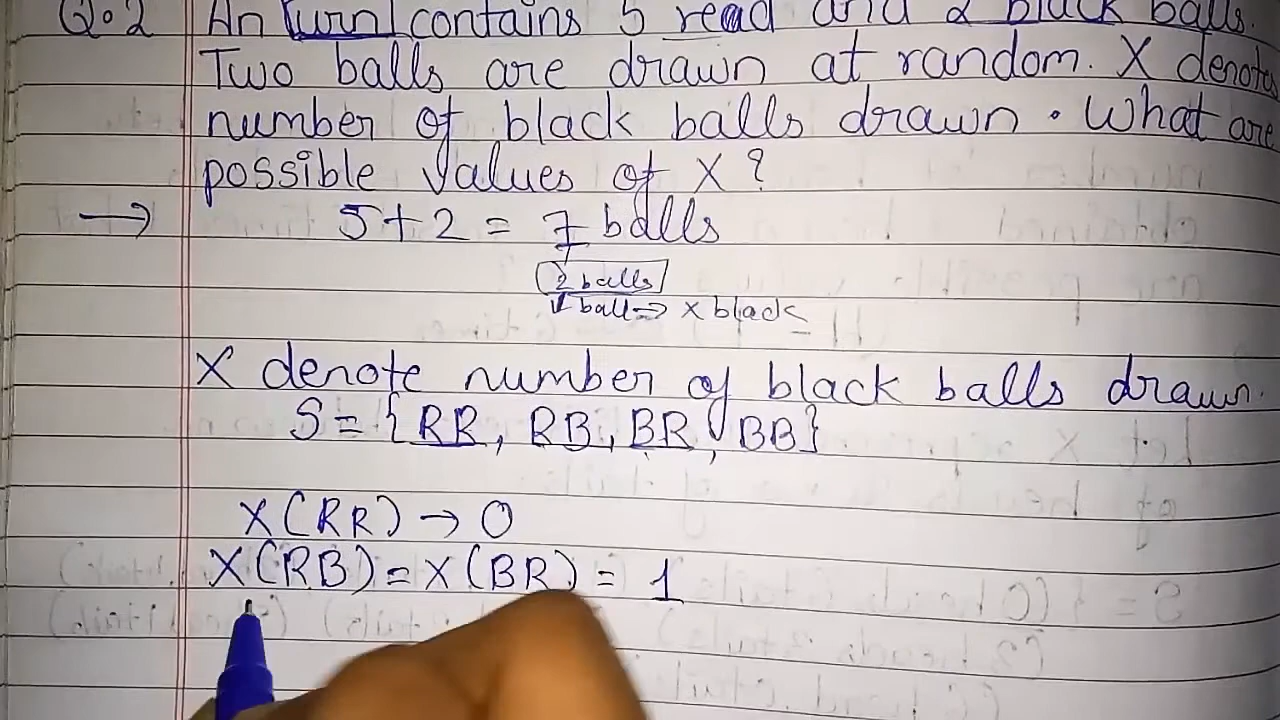 Q.2 An urn contains 5 read and 2 black balls.
Two balls are drawn at random. X denotes
number of black balls drawn. What are
possible values of X?
→ 5+2 = 7 balls
2 balls
1 ball → X black
X denote number of black balls drawn.
S = {RR, RB, BR, BB}
X(RR) → 0
X(RB) = X(BR) = 1